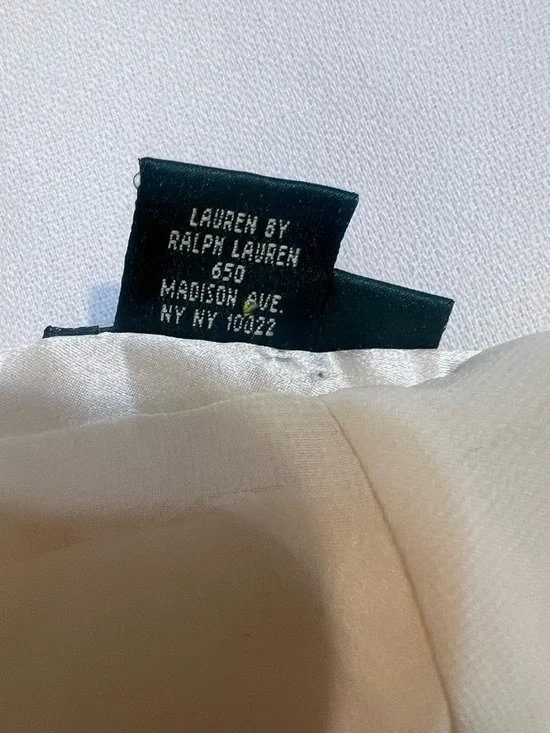 LAUREN BY
RALPH LAUREN
650
MADISON AVE.
NY NY 10022